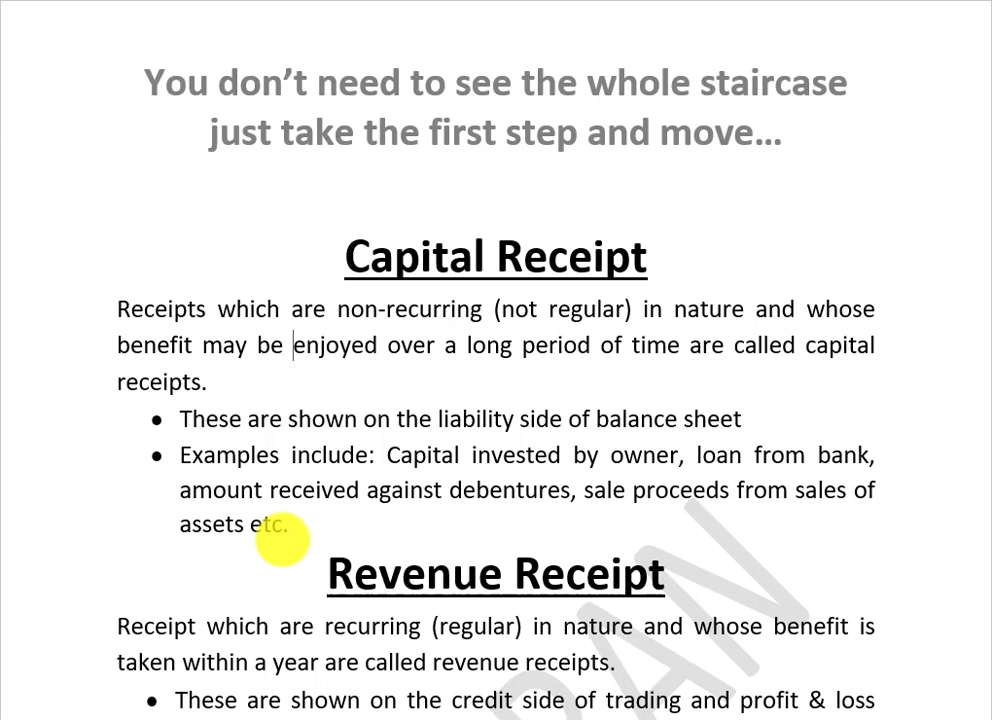 You don’t need to see the whole staircase
just take the first step and move…
Capital Receipt
Receipts which are non-recurring (not regular) in nature and whose
benefit may be enjoyed over a long period of time are called capital
receipts.
• These are shown on the liability side of balance sheet
• Examples include: Capital invested by owner, loan from bank,
amount received against debentures, sale proceeds from sales of
assets etc.
Revenue Receipt
Receipt which are recurring (regular) in nature and whose benefit is
taken within a year are called revenue receipts.
• These are shown on the credit side of trading and profit & loss